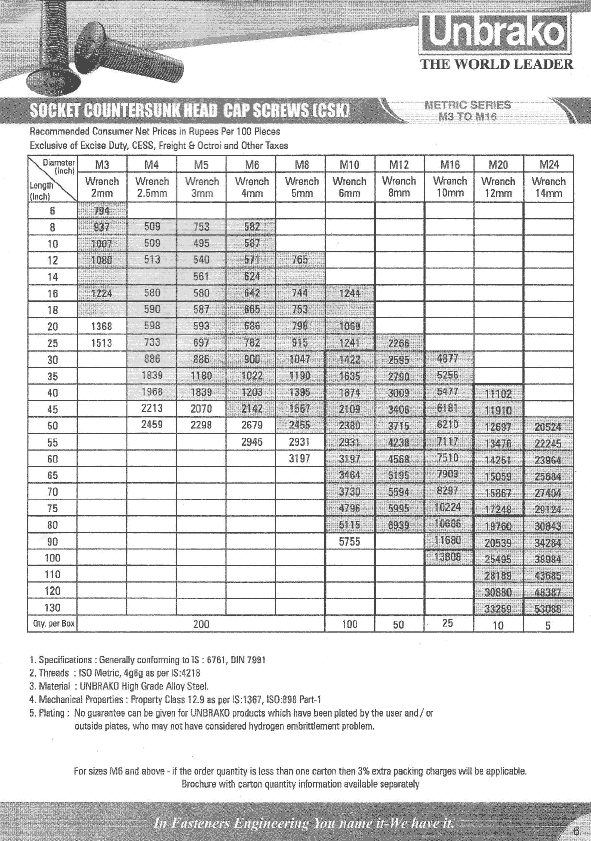 Unbrako
THE WORLD LEADER
SOCKET COUNTERSUNK HEAD CAP SCREWS (CSK)
METRIC SERIES
M3 TO M16
Recommended Consumer Net Prices in Rupees Per 100 Pieces
Exclusive of Excise Duty, CESS, Freight & Octroi and Other Taxes
Diameter (inch) M3 M4 M5 M6 M8 M10 M12 M16 M20 M24
Length (Inch) Wrench Wrench Wrench Wrench Wrench Wrench Wrench Wrench Wrench Wrench
2mm 2.5mm 3mm 4mm 5mm 6mm 8mm 10mm 12mm 14mm
6 794
8 937 509 753 582
10 1007 509 495 587
12 1080 513 540 571 765
14 561 624
16 1224 580 580 642 744 1244
18 590 587 665 753
20 1368 598 593 686 796 1069
25 1513 733 697 782 915 1241 2266
30 886 886 900 1047 1422 2595 4877
35 1839 1180 1022 1190 1635 2790 5256
40 1968 1839 1203 1395 1874 3009 5477 11102
45 2213 2070 2142 1567 2109 3406 6181 11910
50 2459 2298 2679 2455 2380 3715 6210 12697 20524
55 2946 2931 2931 4238 7117 13476 22245
60 3197 3197 4568 7510 14251 23964
65 3464 5195 7903 15059 25684
70 3730 5594 8297 15867 27404
75 4796 5995 10224 17248 29124
80 5115 6939 10686 19760 30843
90 5755 11680 20539 34284
100 13808 25495 38984
110 28189 43685
120 30880 48387
130 33269 53088
Qty. per Box 200 100 50 25 10 5
1. Specifications : Generally conforming to IS : 6761, DIN 7991
2. Threads : ISO Metric, 4g6g as per IS:4218
3. Material : UNBRAKO High Grade Alloy Steel.
4. Mechanical Properties : Property Class 12.9 as per IS:1367, ISO:898 Part-1
5. Plating : No guarantee can be given for UNBRAKO products which have been plated by the user and / or
outside plates, who may not have considered hydrogen embrittlement problem.
For sizes M6 and above - if the order quantity is less than one carton then 3% extra packing charges will be applicable.
Brochure with carton quantity information available separately
In Fasteners Engineering You name it-We have it.
6